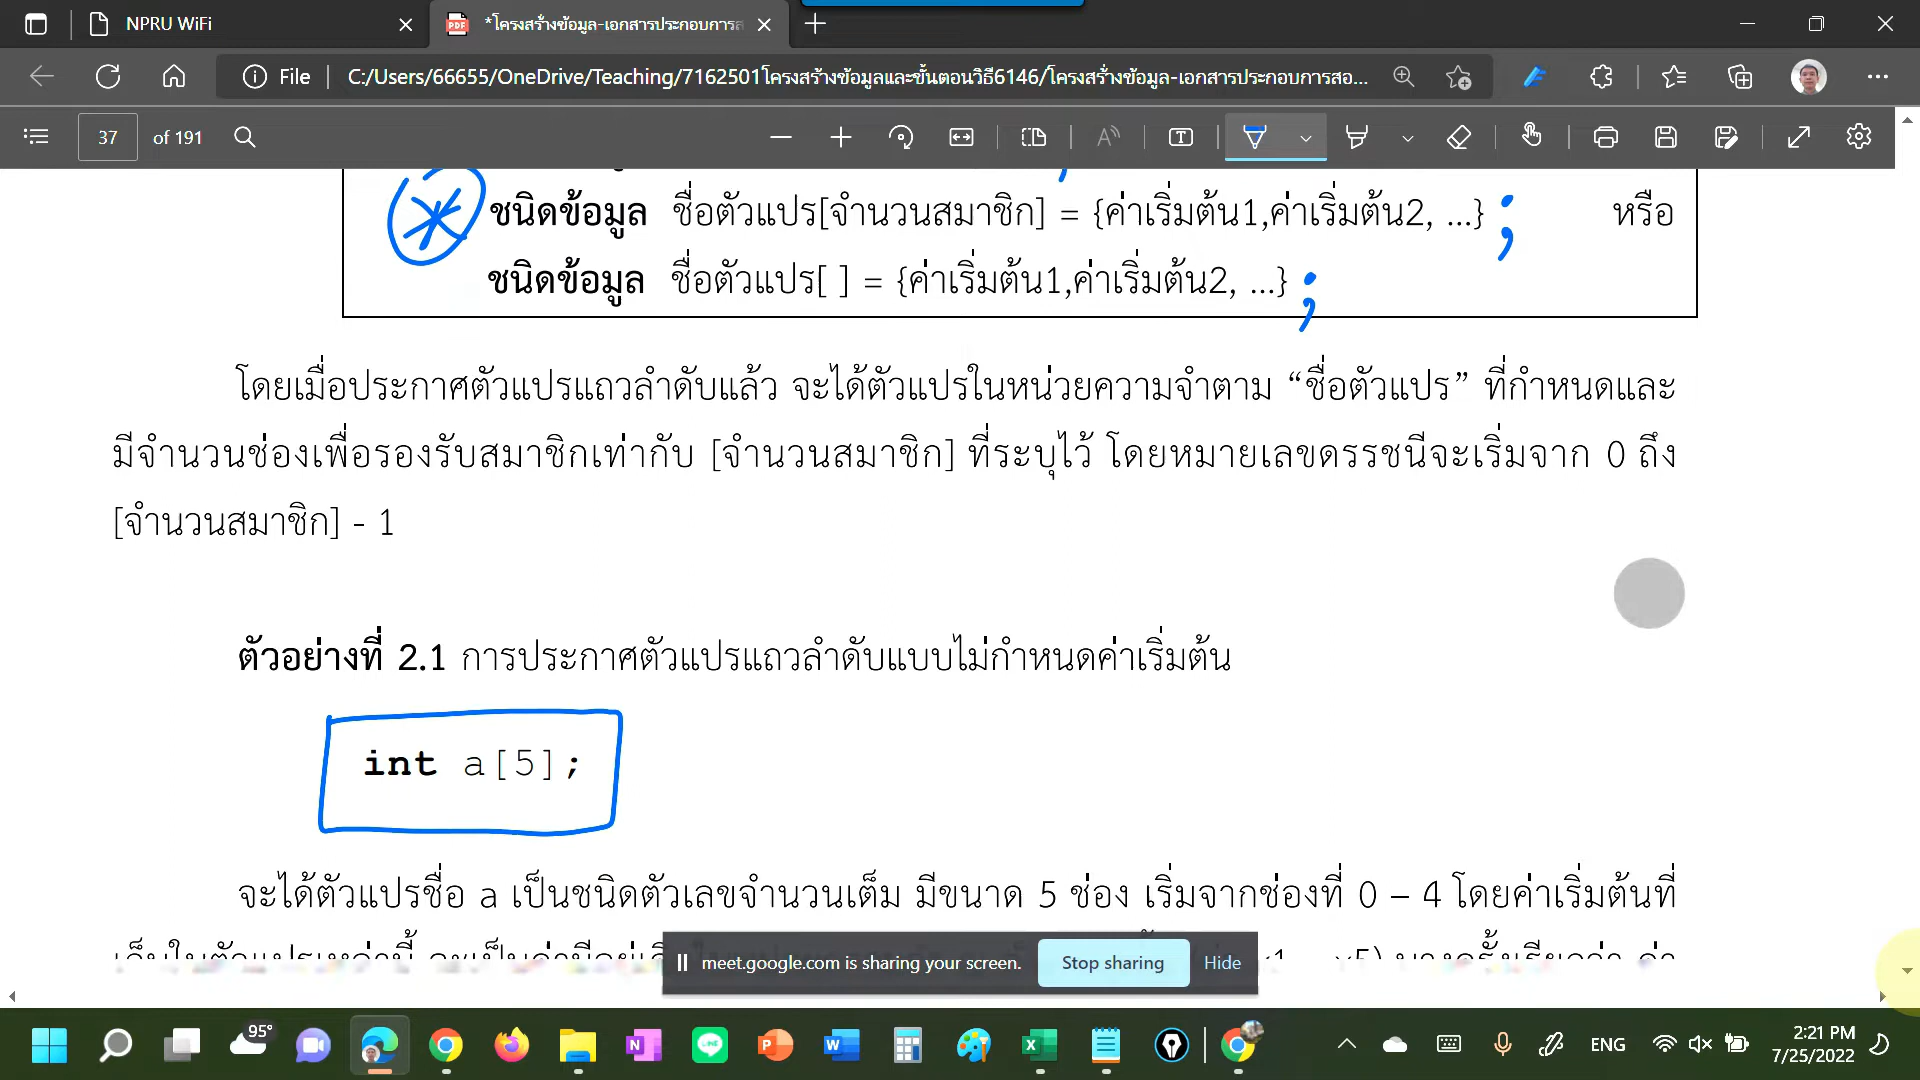 NPRU WiFi
*โครงสร้่างข้อมูล-เอกสารประกอบการส
File
C:/Users/66655/OneDrive/Teaching/7162501โครงสร้างข้อมูลและขั้นตอนวิธี6146/โครงสร้่างข้อมูล-เอกสารประกอบการสอ...
37 of 191
ชนิดข้อมูล ชื่อตัวแปร[จำนวนสมาชิก] = {ค่าเริ่มต้น1,ค่าเริ่มต้น2, ...} ; หรือ
ชนิดข้อมูล ชื่อตัวแปร[ ] = {ค่าเริ่มต้น1,ค่าเริ่มต้น2, ...} ;
โดยเมื่อประกาศตัวแปรแถวลำดับแล้ว จะได้ตัวแปรในหน่วยความจำตาม “ชื่อตัวแปร” ที่กำหนดและ
มีจำนวนช่องเพื่อรองรับสมาชิกเท่ากับ [จำนวนสมาชิก] ที่ระบุไว้ โดยหมายเลขดรรชนีจะเริ่มจาก 0 ถึง
[จำนวนสมาชิก] - 1
ตัวอย่างที่ 2.1 การประกาศตัวแปรแถวลำดับแบบไม่กำหนดค่าเริ่มต้น
int a[5];
จะได้ตัวแปรชื่อ a เป็นชนิดตัวเลขจำนวนเต็ม มีขนาด 5 ช่อง เริ่มจากช่องที่ 0 – 4 โดยค่าเริ่มต้นที่
meet.google.com is sharing your screen.
Stop sharing
Hide
95°
ENG
2:21 PM
7/25/2022